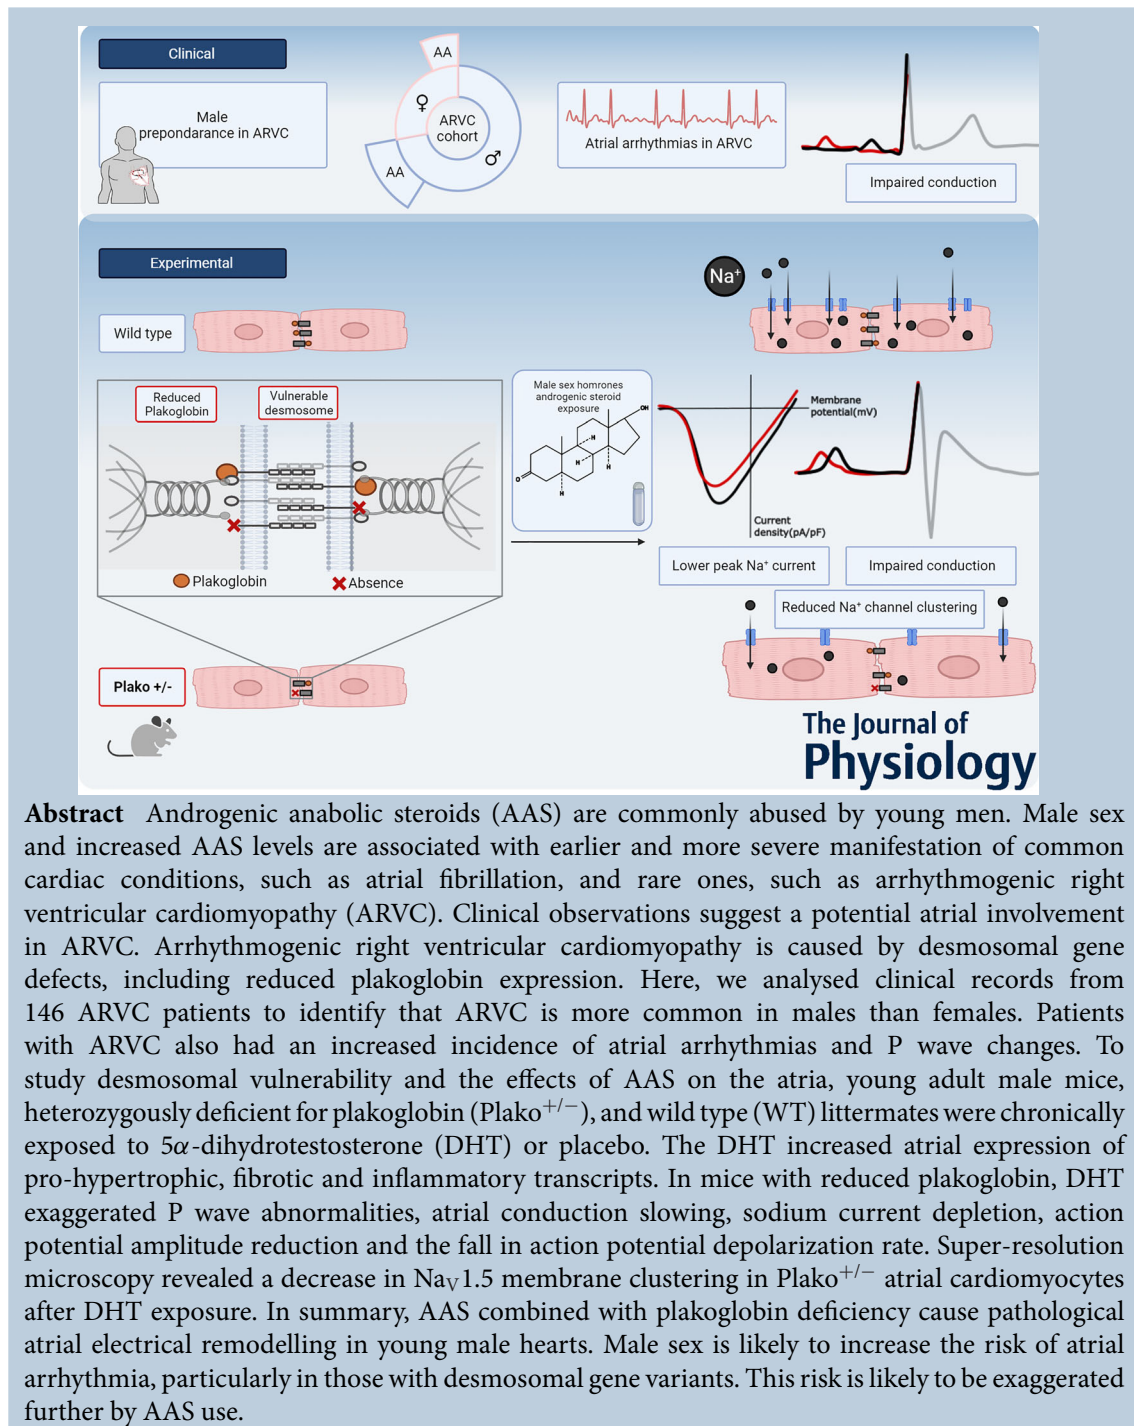 Clinical
Male
prepondarance in ARVC
AA
♀
ARVC
cohort
♂
AA
Atrial arrhythmias in ARVC
Impaired conduction
Experimental
Na⁺
Wild type
Reduced
Plakoglobin
Vulnerable
desmosome
Plakoglobin
Absence
Male sex homrones
androgenic steroid
exposure
OH
H
H
H
H
O
Membrane
potential(mV)
Current
density(pA/pF)
Lower peak Na⁺ current
Impaired conduction
Reduced Na⁺ channel clustering
Plako +/-
The Journal of
Physiology
Abstract Androgenic anabolic steroids (AAS) are commonly abused by young men. Male sex
and increased AAS levels are associated with earlier and more severe manifestation of common
cardiac conditions, such as atrial fibrillation, and rare ones, such as arrhythmogenic right
ventricular cardiomyopathy (ARVC). Clinical observations suggest a potential atrial involvement
in ARVC. Arrhythmogenic right ventricular cardiomyopathy is caused by desmosomal gene
defects, including reduced plakoglobin expression. Here, we analysed clinical records from
146 ARVC patients to identify that ARVC is more common in males than females. Patients
with ARVC also had an increased incidence of atrial arrhythmias and P wave changes. To
study desmosomal vulnerability and the effects of AAS on the atria, young adult male mice,
heterozygously deficient for plakoglobin (Plako⁺/⁻), and wild type (WT) littermates were chronically
exposed to 5α-dihydrotestosterone (DHT) or placebo. The DHT increased atrial expression of
pro-hypertrophic, fibrotic and inflammatory transcripts. In mice with reduced plakoglobin, DHT
exaggerated P wave abnormalities, atrial conduction slowing, sodium current depletion, action
potential amplitude reduction and the fall in action potential depolarization rate. Super-resolution
microscopy revealed a decrease in Naᵥ1.5 membrane clustering in Plako⁺/⁻ atrial cardiomyocytes
after DHT exposure. In summary, AAS combined with plakoglobin deficiency cause pathological
atrial electrical remodelling in young male hearts. Male sex is likely to increase the risk of atrial
arrhythmia, particularly in those with desmosomal gene variants. This risk is likely to be exaggerated
further by AAS use.